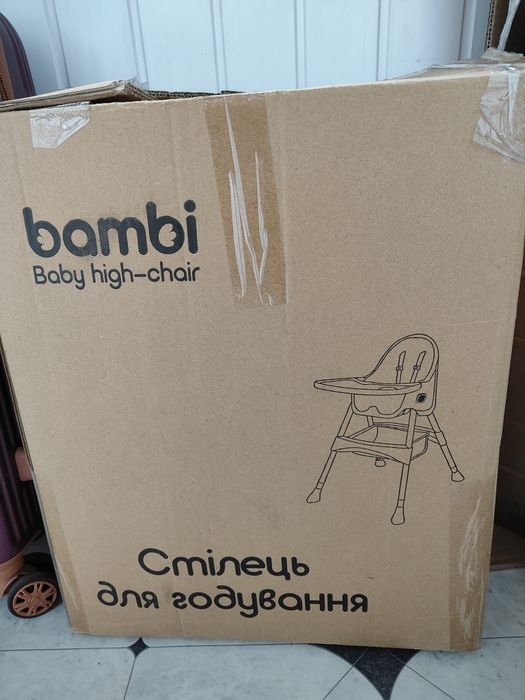 bambi
Baby high-chair
Стілець
для годування